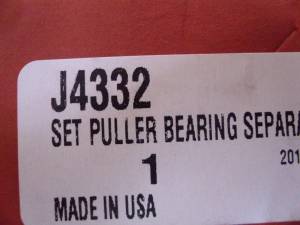 J4332
SET PULLER BEARING SEPARA
1
201
MADE IN USA